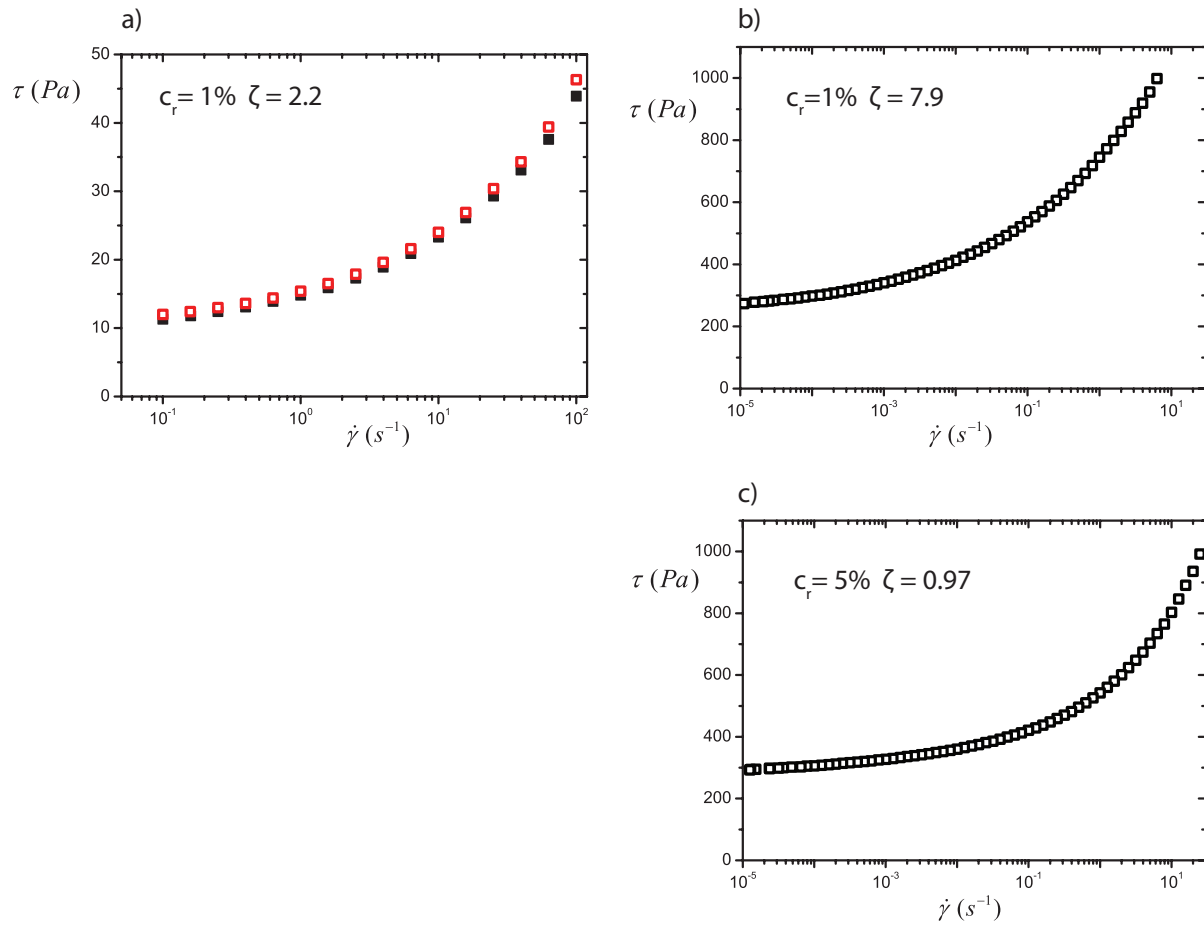 a)
50
τ (Pa)
c_r= 1% ζ = 2.2
40
30
20
10
0
10^-1 10^0 10^1 10^2
γ̇ (s^-1)
b)
1000
τ (Pa)
c_r=1% ζ = 7.9
800
600
400
200
0
10^-5 10^-3 10^-1 10^1
γ̇ (s^-1)
c)
1000
τ (Pa)
c_r= 5% ζ = 0.97
800
600
400
200
0
10^-5 10^-3 10^-1 10^1
γ̇ (s^-1)